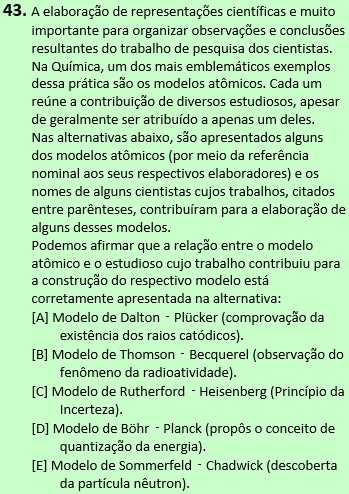 43. A elaboração de representações científicas e muito
importante para organizar observações e conclusões
resultantes do trabalho de pesquisa dos cientistas.
Na Química, um dos mais emblemáticos exemplos
dessa prática são os modelos atômicos. Cada um
reúne a contribuição de diversos estudiosos, apesar
de geralmente ser atribuído a apenas um deles.
Nas alternativas abaixo, são apresentados alguns
dos modelos atômicos (por meio da referência
nominal aos seus respectivos elaboradores) e os
nomes de alguns cientistas cujos trabalhos, citados
entre parênteses, contribuíram para a elaboração de
alguns desses modelos.
Podemos afirmar que a relação entre o modelo
atômico e o estudioso cujo trabalho contribuiu para
a construção do respectivo modelo está
corretamente apresentada na alternativa:
[A] Modelo de Dalton - Plücker (comprovação da
existência dos raios catódicos).
[B] Modelo de Thomson - Becquerel (observação do
fenômeno da radioatividade).
[C] Modelo de Rutherford - Heisenberg (Princípio da
Incerteza).
[D] Modelo de Böhr - Planck (propôs o conceito de
quantização da energia).
[E] Modelo de Sommerfeld - Chadwick (descoberta
da partícula nêutron).